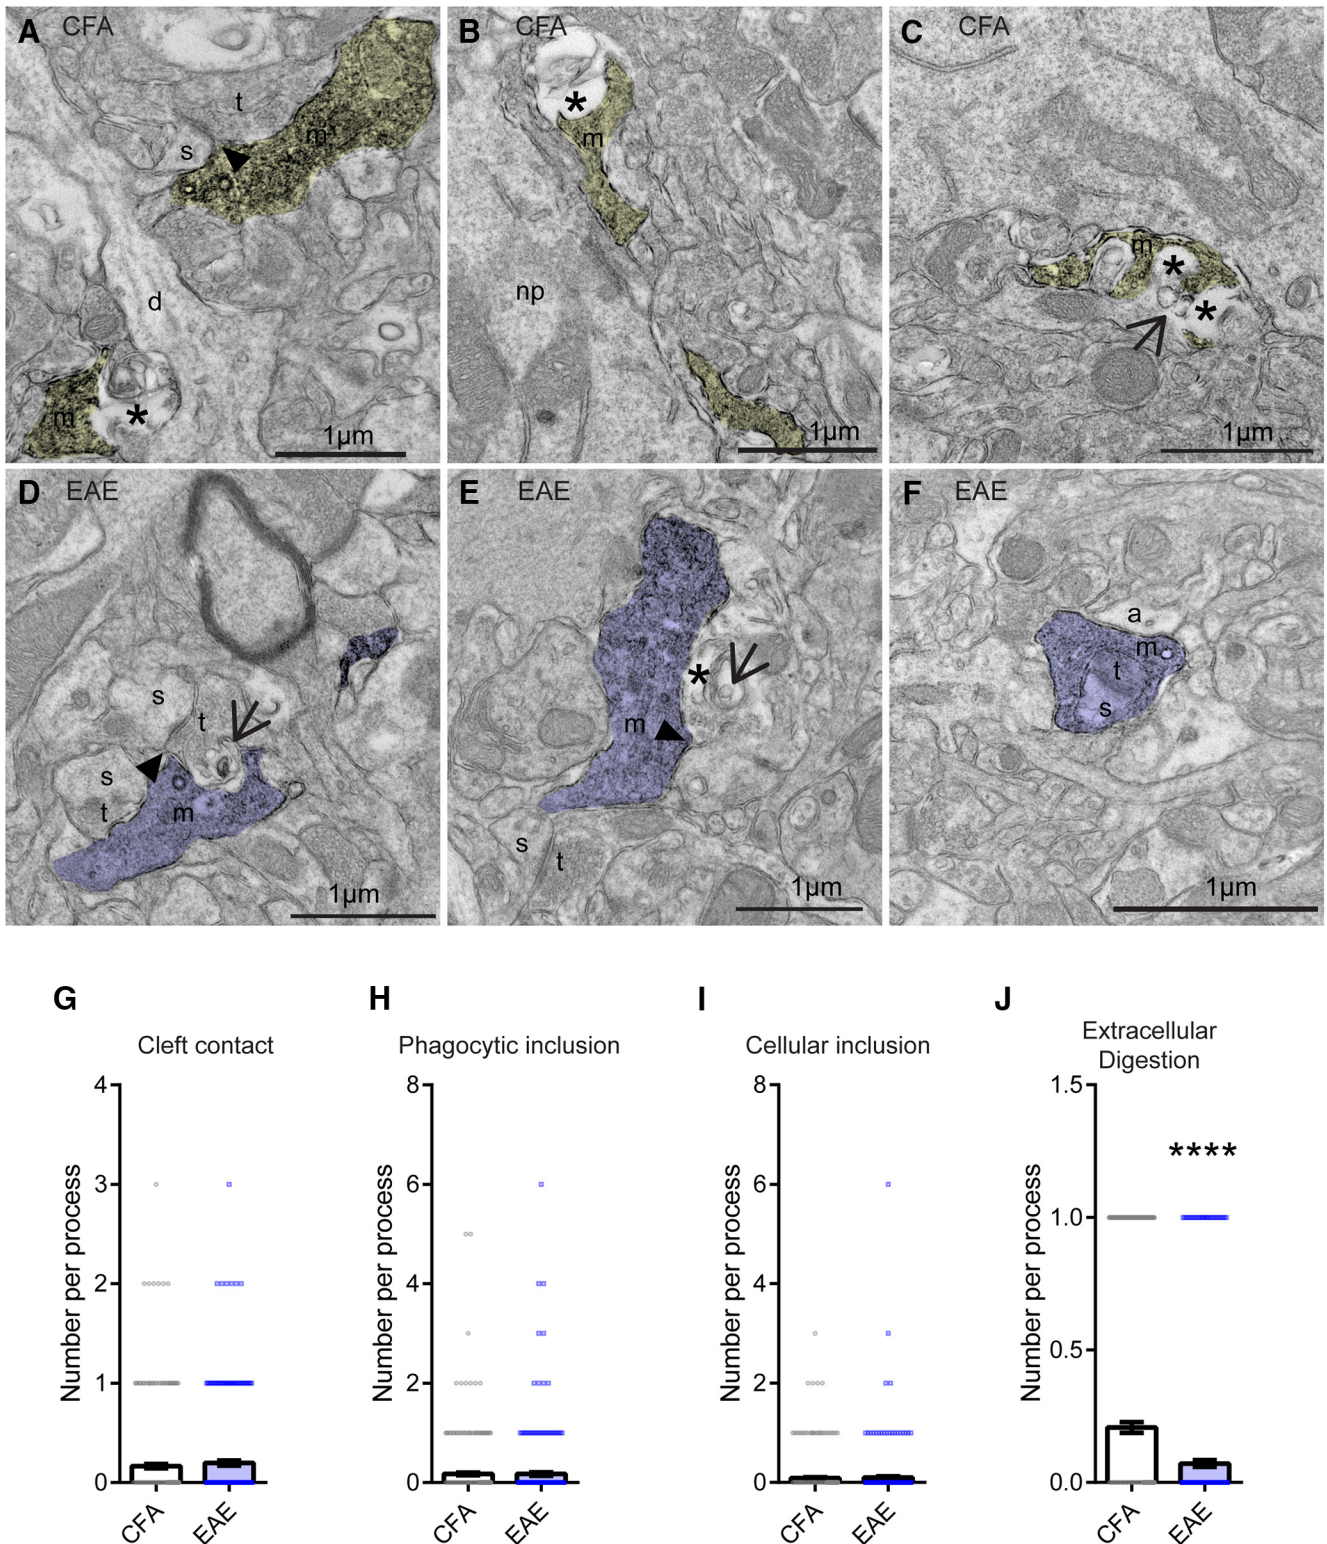 A CFA
t
m
s
d
m
*
1µm
B CFA
*
m
np
1µm
C CFA
m
*
*
1µm
D EAE
s
t
s
t
m
1µm
E EAE
*
m
s
t
1µm
F EAE
a
m
t
s
1µm
G
Cleft contact
Number per process
4
3
2
1
0
CFA
EAE
H
Phagocytic inclusion
Number per process
8
6
4
2
0
CFA
EAE
I
Cellular inclusion
Number per process
8
6
4
2
0
CFA
EAE
J
Extracellular
Digestion
Number per process
1.5
1.0
0.5
0.0
****
CFA
EAE